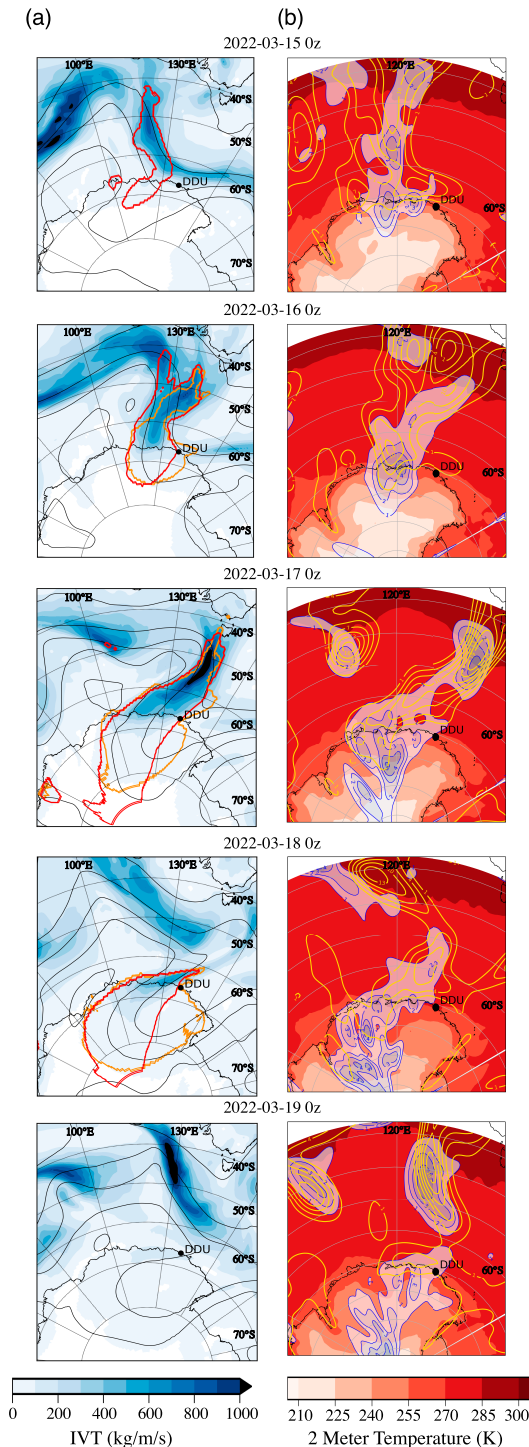 (a) (b)
2022-03-15 0z
100°E 130°E 120°E
40°S
50°S
DDU DDU
60°S 60°S
70°S
2022-03-16 0z
100°E 130°E 120°E
40°S
50°S
DDU DDU
60°S 60°S
70°S
2022-03-17 0z
100°E 130°E 120°E
40°S
50°S
DDU DDU
60°S 60°S
70°S
2022-03-18 0z
100°E 130°E 120°E
40°S
50°S
DDU DDU
60°S 60°S
70°S
2022-03-19 0z
100°E 130°E 120°E
40°S
50°S
DDU DDU
60°S 60°S
70°S
0 200 400 600 800 1000 210 225 240 255 270 285 300
IVT (kg/m/s) 2 Meter Temperature (K)